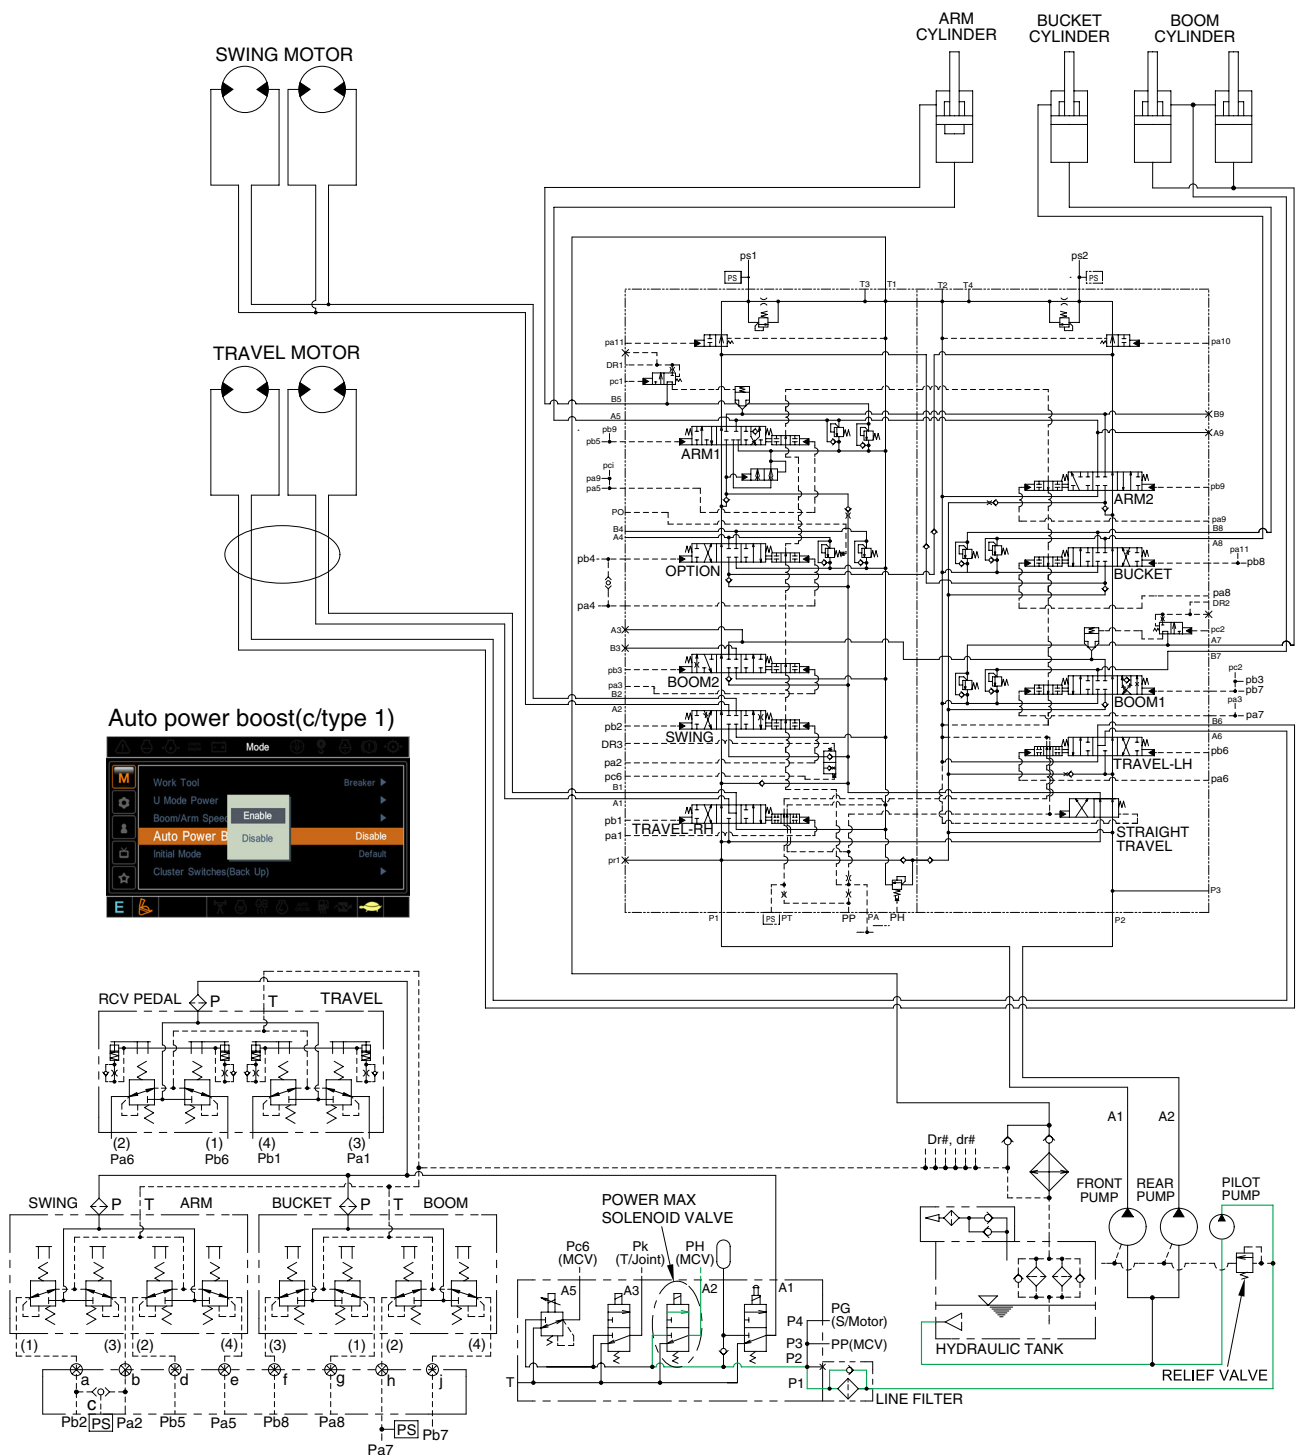 ARM
CYLINDER
BUCKET
CYLINDER
BOOM
CYLINDER
SWING MOTOR
TRAVEL MOTOR
ps1
PS
ps2
PS
T3
T1
T2
T4
pa11
DR1
pc1
B5
A5
pb9
pb5
ARM1
pci
pa9
pa5
PO
B4
A4
pb4
OPTION
pa4
A3
B3
pb3
BOOM2
pa3
B2
A2
pb2
SWING
DR3
pa2
pc6
B1
A1
pb1
TRAVEL-RH
pa1
pr1
P1
PS
PT
PP
PA
PH
pa10
B9
A9
ARM2
pb9
pa9
B8
A8
pa11
BUCKET
pb8
pa8
DR2
pc2
A7
B7
pc2
pb3
pb7
BOOM1
pa3
pa7
B6
A6
pb6
TRAVEL-LH
pa6
STRAIGHT
TRAVEL
P3
P2
Auto power boost(c/type 1)
Mode
M
Work Tool
Breaker
U Mode Power
Boom/Arm Speed
Enable
Auto Power B
Disable
Disable
Initial Mode
Default
Cluster Switches(Back Up)
E
RCV PEDAL
P
T
TRAVEL
(2)
(1)
(4)
(3)
Pa6
Pb6
Pb1
Pa1
SWING
P
T
ARM
BUCKET
P
T
BOOM
(1)
(3)
(2)
(4)
(3)
(1)
(2)
(4)
a
b
d
e
f
g
h
j
c
Pb2
PS
Pa2
Pb5
Pa5
Pb8
Pa8
PS
Pb7
Pa7
POWER MAX
SOLENOID VALVE
Pc6
(MCV)
Pk
(T/Joint)
PH
(MCV)
A5
A3
A2
A1
P4
PG
(S/Motor)
P3
PP(MCV)
P2
P1
T
LINE FILTER
Dr#, dr#
A1
A2
FRONT
PUMP
REAR
PUMP
PILOT
PUMP
HYDRAULIC TANK
RELIEF VALVE